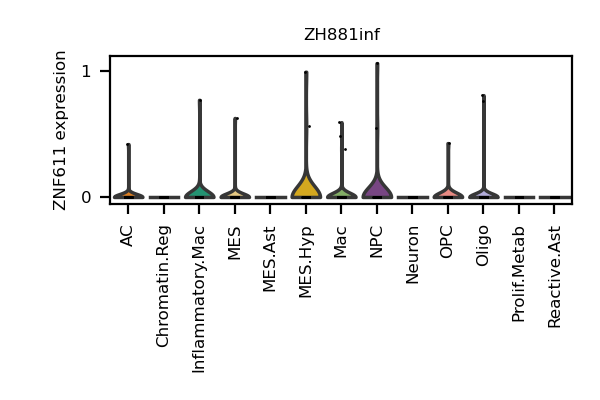 ZH881inf
ZNF611 expression
1
0
AC
Chromatin.Reg
Inflammatory.Mac
MES
MES.Ast
MES.Hyp
Mac
NPC
Neuron
OPC
Oligo
Prolif.Metab
Reactive.Ast